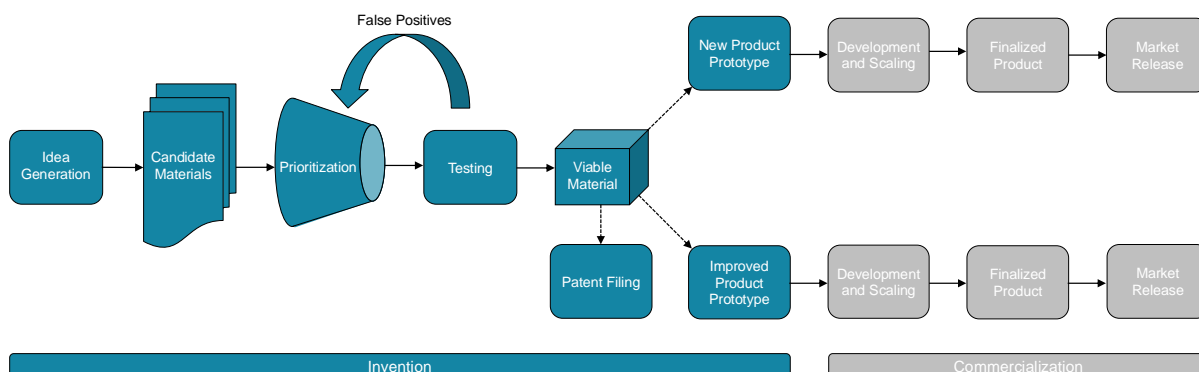 False Positives
Idea
Generation
Candidate
Materials
Prioritization
Testing
Viable
Material
Patent Filing
New Product
Prototype
Development
and Scaling
Finalized
Product
Market
Release
Improved
Product
Prototype
Development
and Scaling
Finalized
Product
Market
Release
Invention
Commercialization